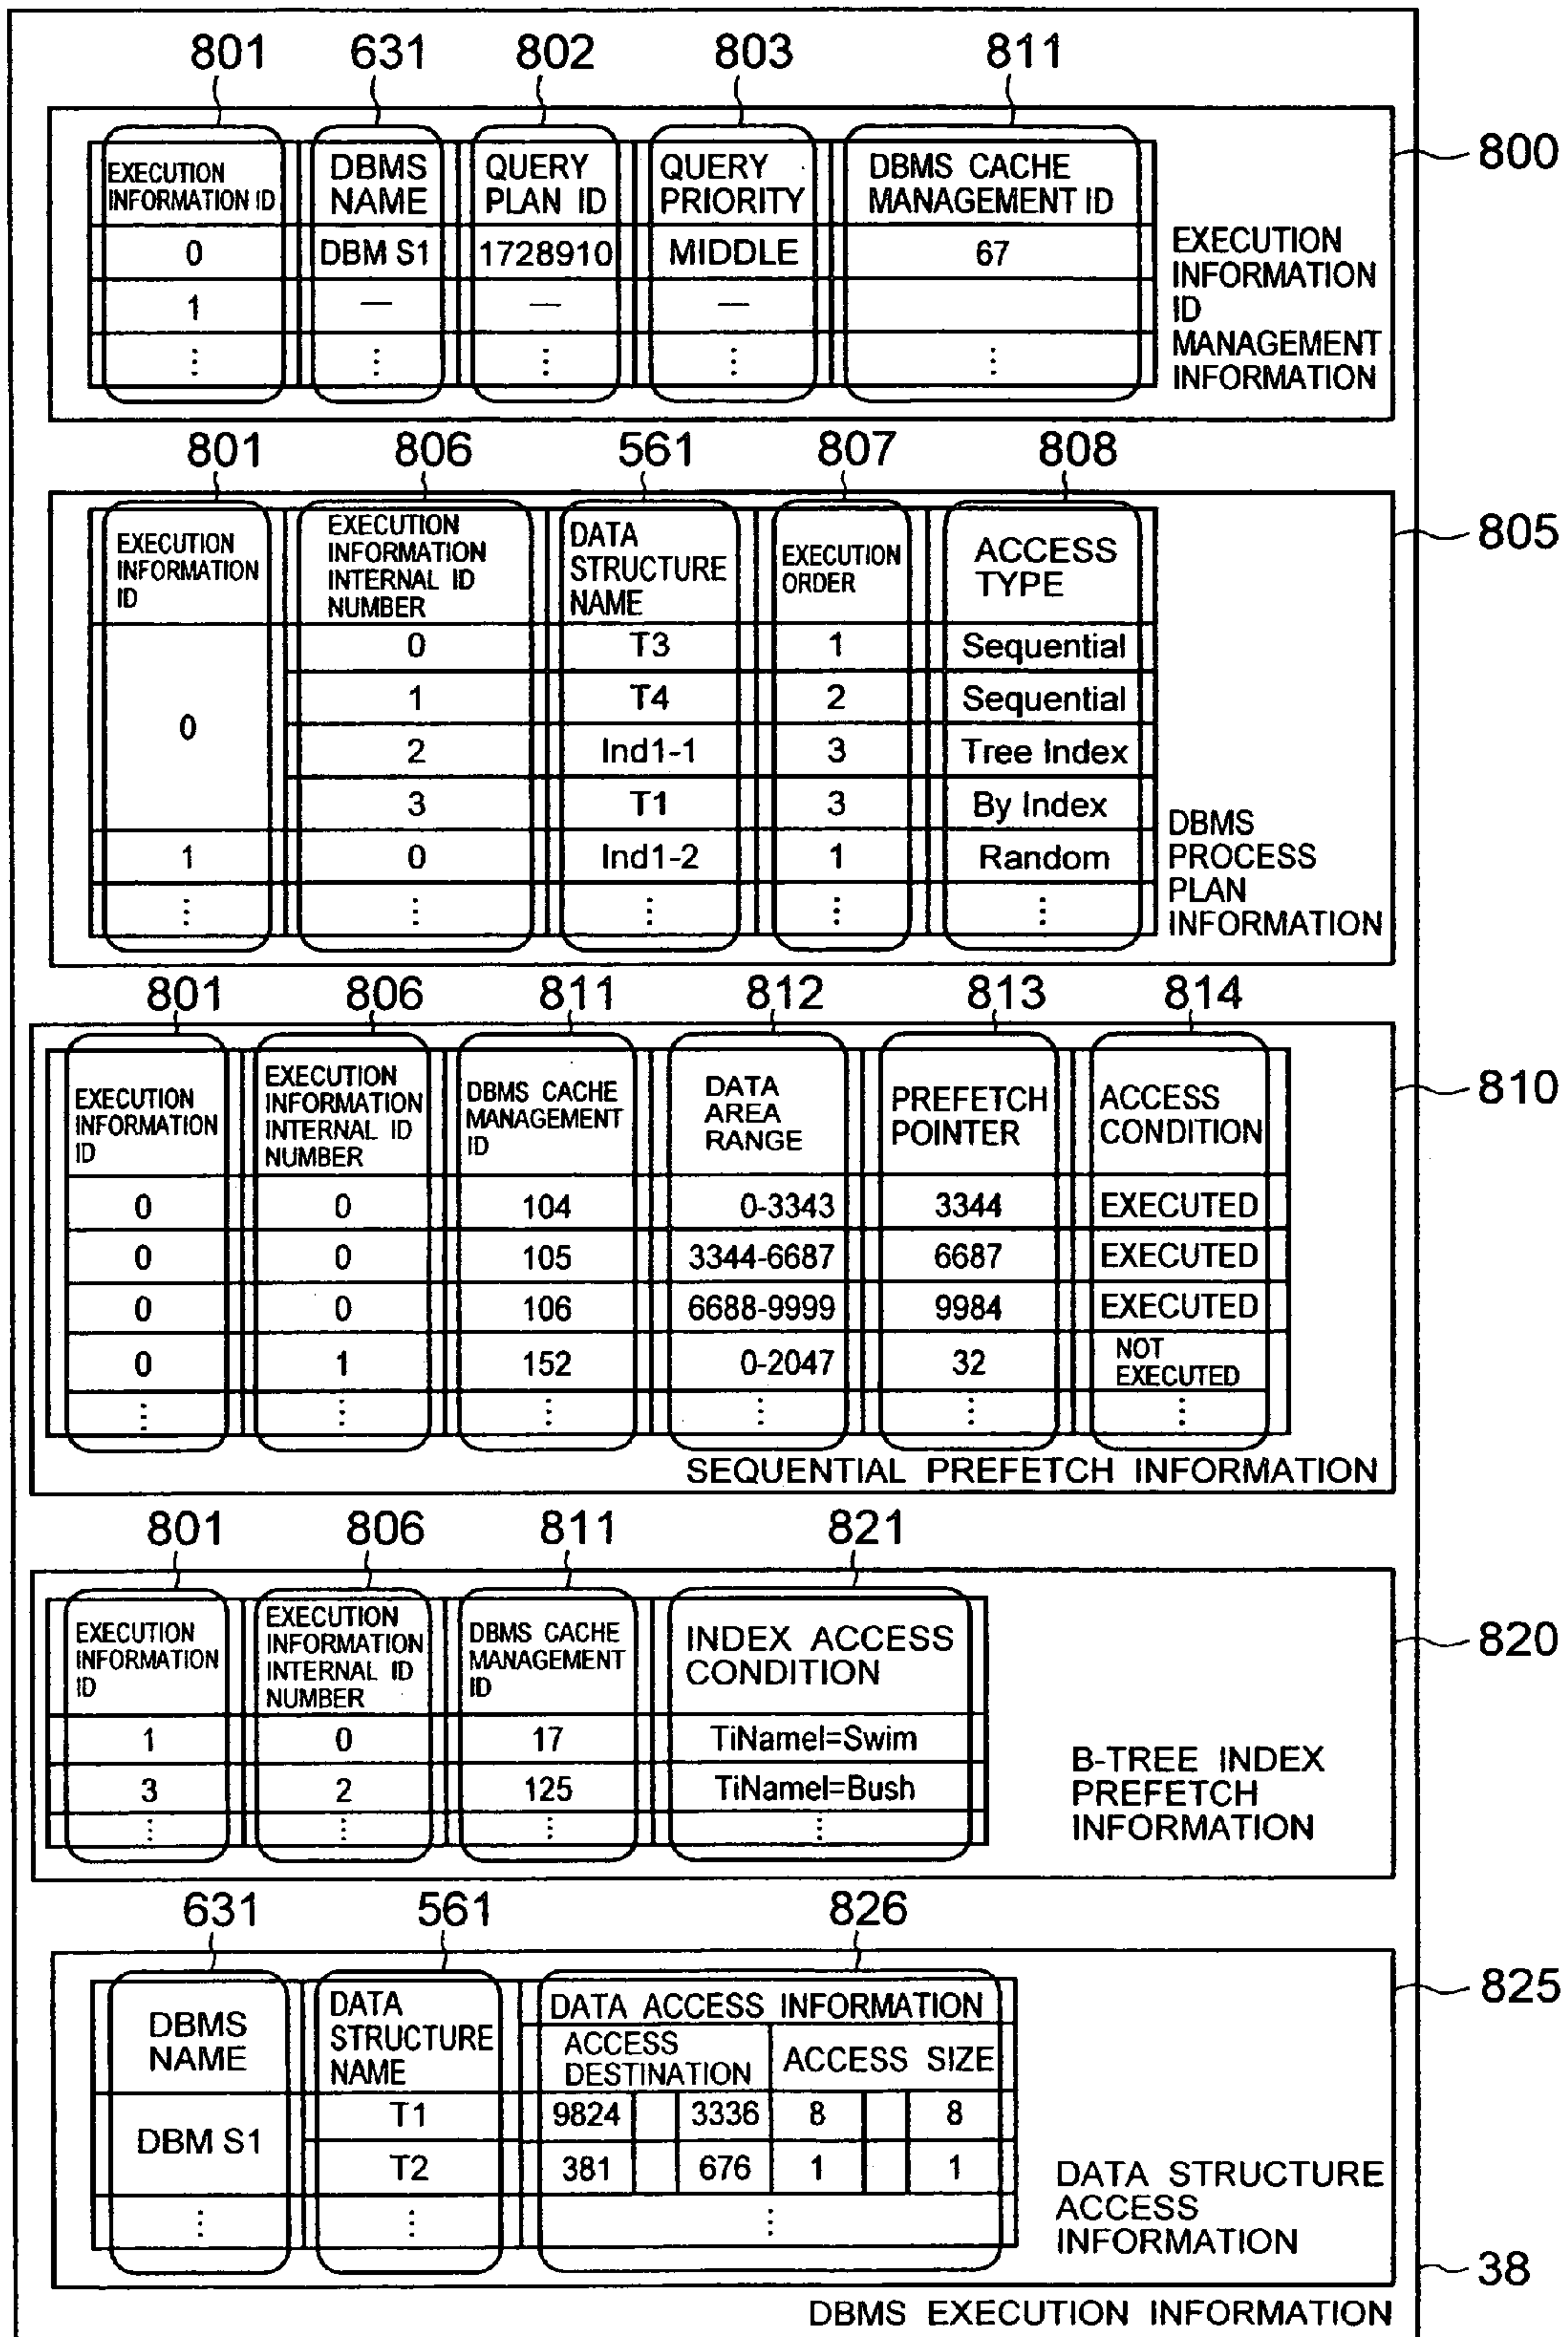 801 631 802 803 811
800
EXECUTION
INFORMATION ID
DBMS
NAME
QUERY
PLAN ID
QUERY
PRIORITY
DBMS CACHE
MANAGEMENT ID
0 DBM S1 1728910 MIDDLE 67
1 — — —
⋮ ⋮ ⋮ ⋮ ⋮
EXECUTION
INFORMATION
ID
MANAGEMENT
INFORMATION
801 806 561 807 808
805
EXECUTION
INFORMATION
ID
EXECUTION
INFORMATION
INTERNAL ID
NUMBER
DATA
STRUCTURE
NAME
EXECUTION
ORDER
ACCESS
TYPE
0
0 T3 1 Sequential
1 T4 2 Sequential
2 Ind1-1 3 Tree Index
3 T1 3 By Index
1 0 Ind1-2 1 Random
⋮ ⋮ ⋮ ⋮ ⋮
DBMS
PROCESS
PLAN
INFORMATION
801 806 811 812 813 814
810
EXECUTION
INFORMATION
ID
EXECUTION
INFORMATION
INTERNAL ID
NUMBER
DBMS CACHE
MANAGEMENT
ID
DATA
AREA
RANGE
PREFETCH
POINTER
ACCESS
CONDITION
0 0 104 0-3343 3344 EXECUTED
0 0 105 3344-6687 6687 EXECUTED
0 0 106 6688-9999 9984 EXECUTED
0 1 152 0-2047 32 NOT
EXECUTED
⋮ ⋮ ⋮ ⋮ ⋮ ⋮
SEQUENTIAL PREFETCH INFORMATION
801 806 811 821
820
EXECUTION
INFORMATION
ID
EXECUTION
INFORMATION
INTERNAL ID
NUMBER
DBMS CACHE
MANAGEMENT
ID
INDEX ACCESS
CONDITION
1 0 17 TiNamel=Swim
3 2 125 TiNamel=Bush
⋮ ⋮ ⋮ ⋮
B-TREE INDEX
PREFETCH
INFORMATION
631 561 826
825
DBMS
NAME
DATA
STRUCTURE
NAME
DATA ACCESS INFORMATION
ACCESS
DESTINATION
ACCESS SIZE
DBM S1
T1 9824 3336 8 8
T2 381 676 1 1
⋮ ⋮ ⋮
DATA STRUCTURE
ACCESS
INFORMATION
38
DBMS EXECUTION INFORMATION